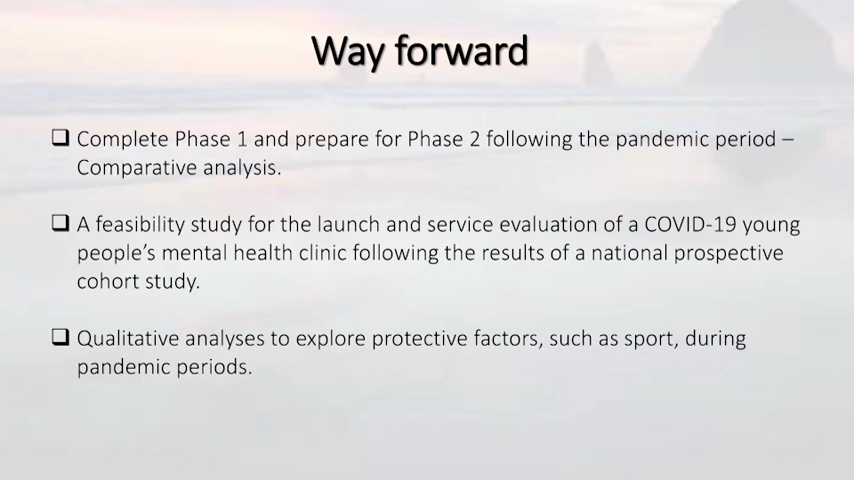 Way forward
❑ Complete Phase 1 and prepare for Phase 2 following the pandemic period –
Comparative analysis.
❑ A feasibility study for the launch and service evaluation of a COVID-19 young
people’s mental health clinic following the results of a national prospective
cohort study.
❑ Qualitative analyses to explore protective factors, such as sport, during
pandemic periods.